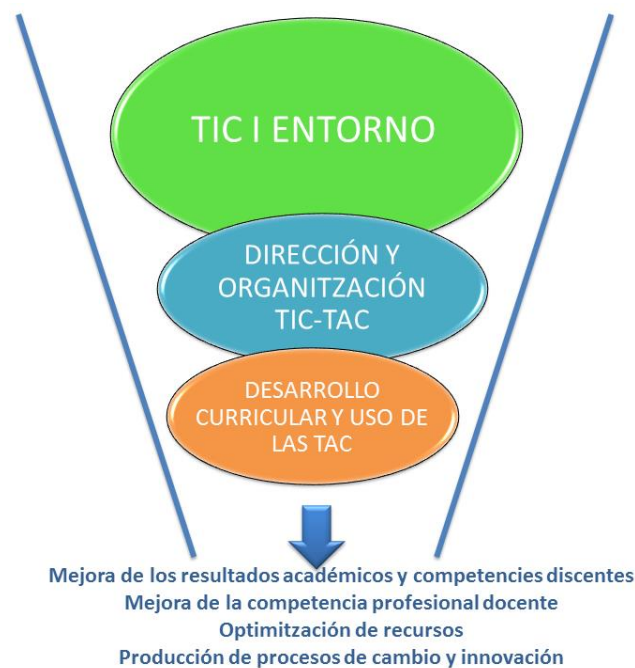 TIC I ENTORNO
DIRECCIÓN Y
ORGANITZACIÓN
TIC-TAC
DESARROLLO
CURRICULAR Y USO DE
LAS TAC
Mejora de los resultados académicos y competencies discentes
Mejora de la competencia profesional docente
Optimitzación de recursos
Producción de procesos de cambio y innovación